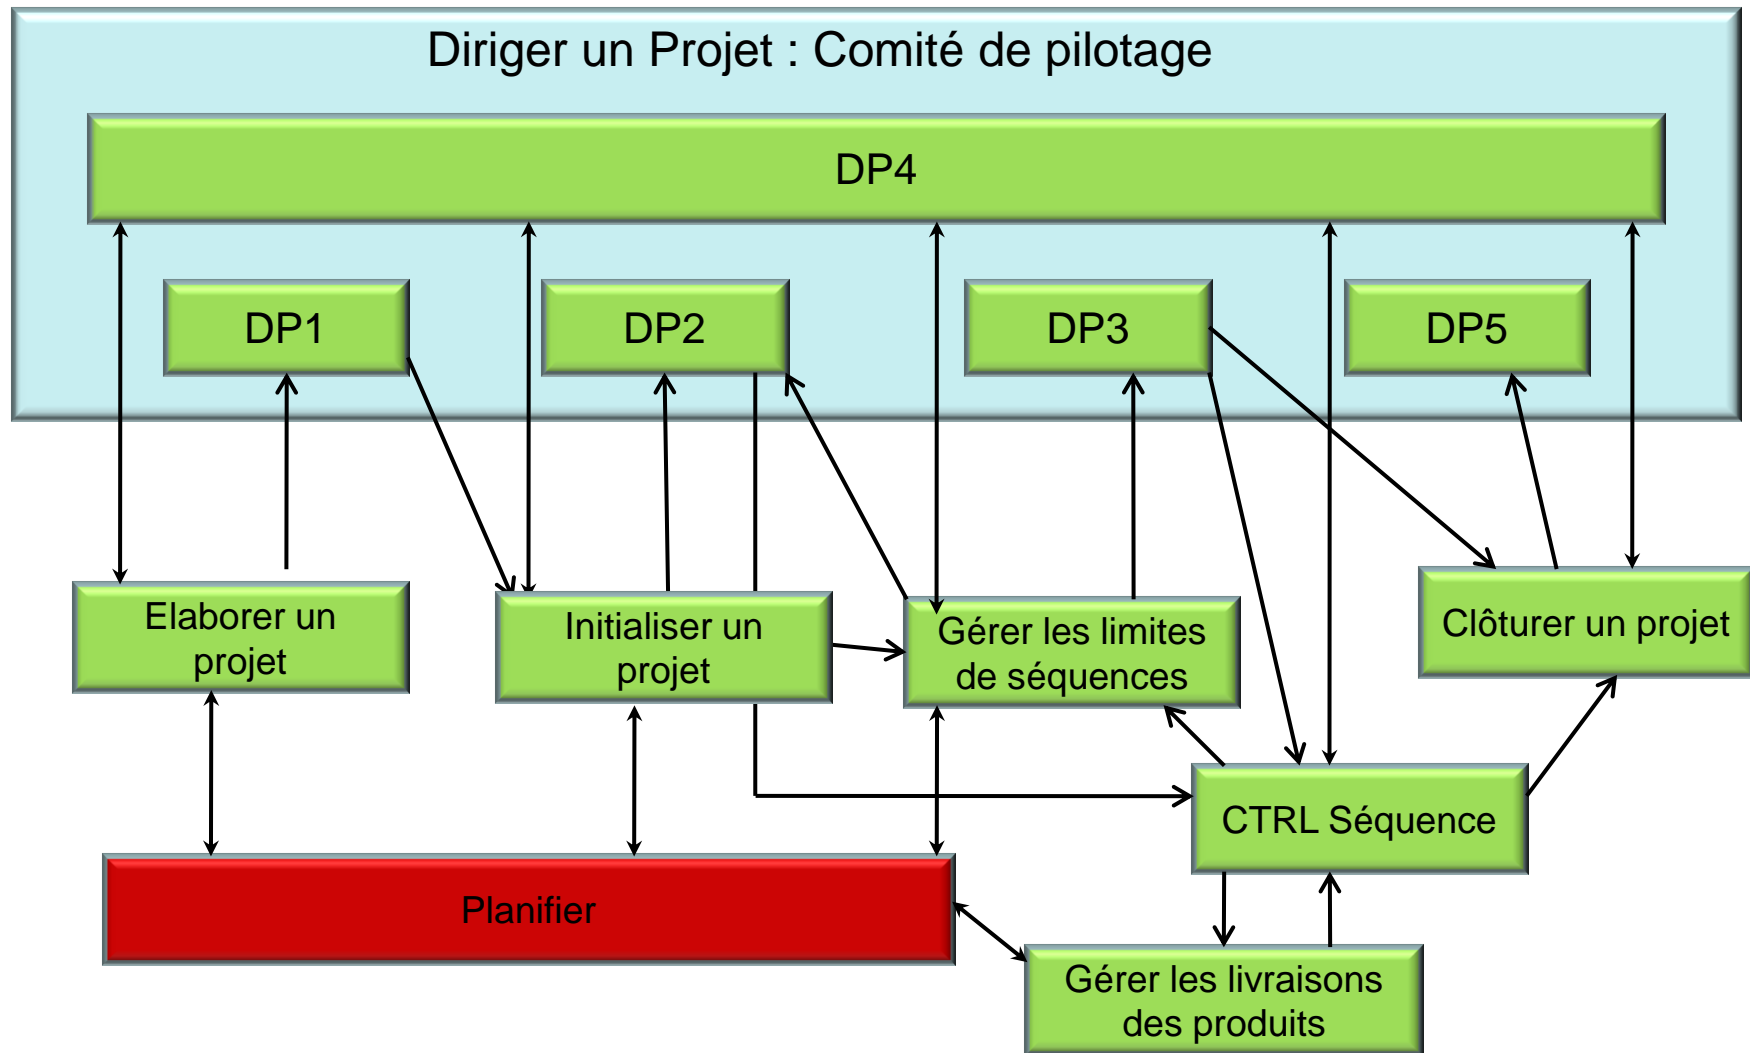 Diriger un Projet : Comité de pilotage
DP4
DP1
DP2
DP3
DP5
Elaborer un
projet
Initialiser un
projet
Gérer les limites
de séquences
Clôturer un projet
CTRL Séquence
Planifier
Gérer les livraisons
des produits